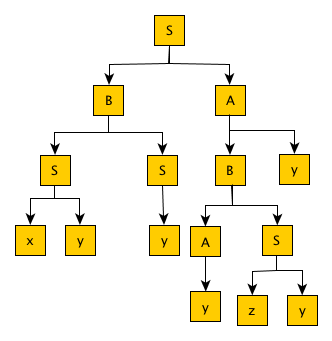 S
B A
S S B y
x y y A S
y z y